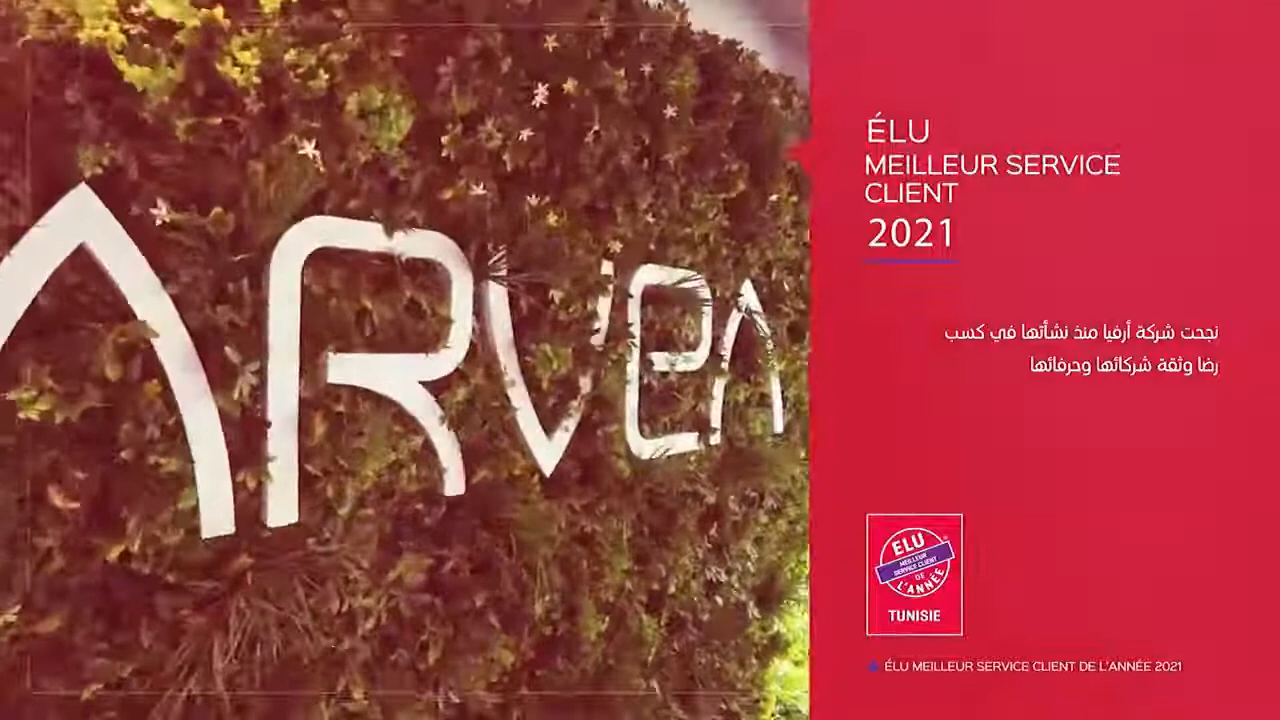 ARVEA
ÉLU
MEILLEUR SERVICE
CLIENT
2021
نجحت شركة أرفيا منذ نشأتها في كسب
رضا وثقة شركائها وحرفائها
ELU
MEILLEUR
SERVICE CLIENT
DE
L'ANNÉE
TUNISIE
ÉLU MEILLEUR SERVICE CLIENT DE L'ANNÉE 2021